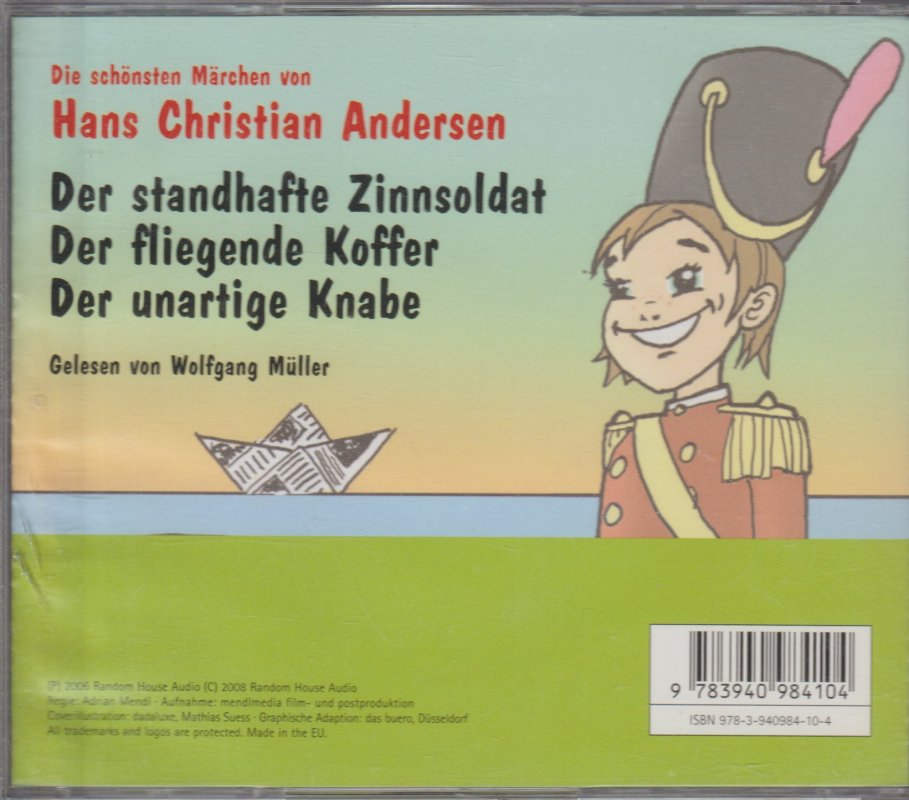 Die schönsten Märchen von
Hans Christian Andersen
Der standhafte Zinnsoldat
Der fliegende Koffer
Der unartige Knabe
Gelesen von Wolfgang Müller
(P) 2006 Random House Audio (C) 2008 Random House Audio
Regie: Adrian Mendl · Aufnahme: mendlmedia film- und postproduktion
Coverillustration: dadaluxe, Mathias Suess · Graphische Adaption: das buero, Düsseldorf
All trademarks and logos are protected. Made in the EU.
9 783940 984104
ISBN 978-3-940984-10-4